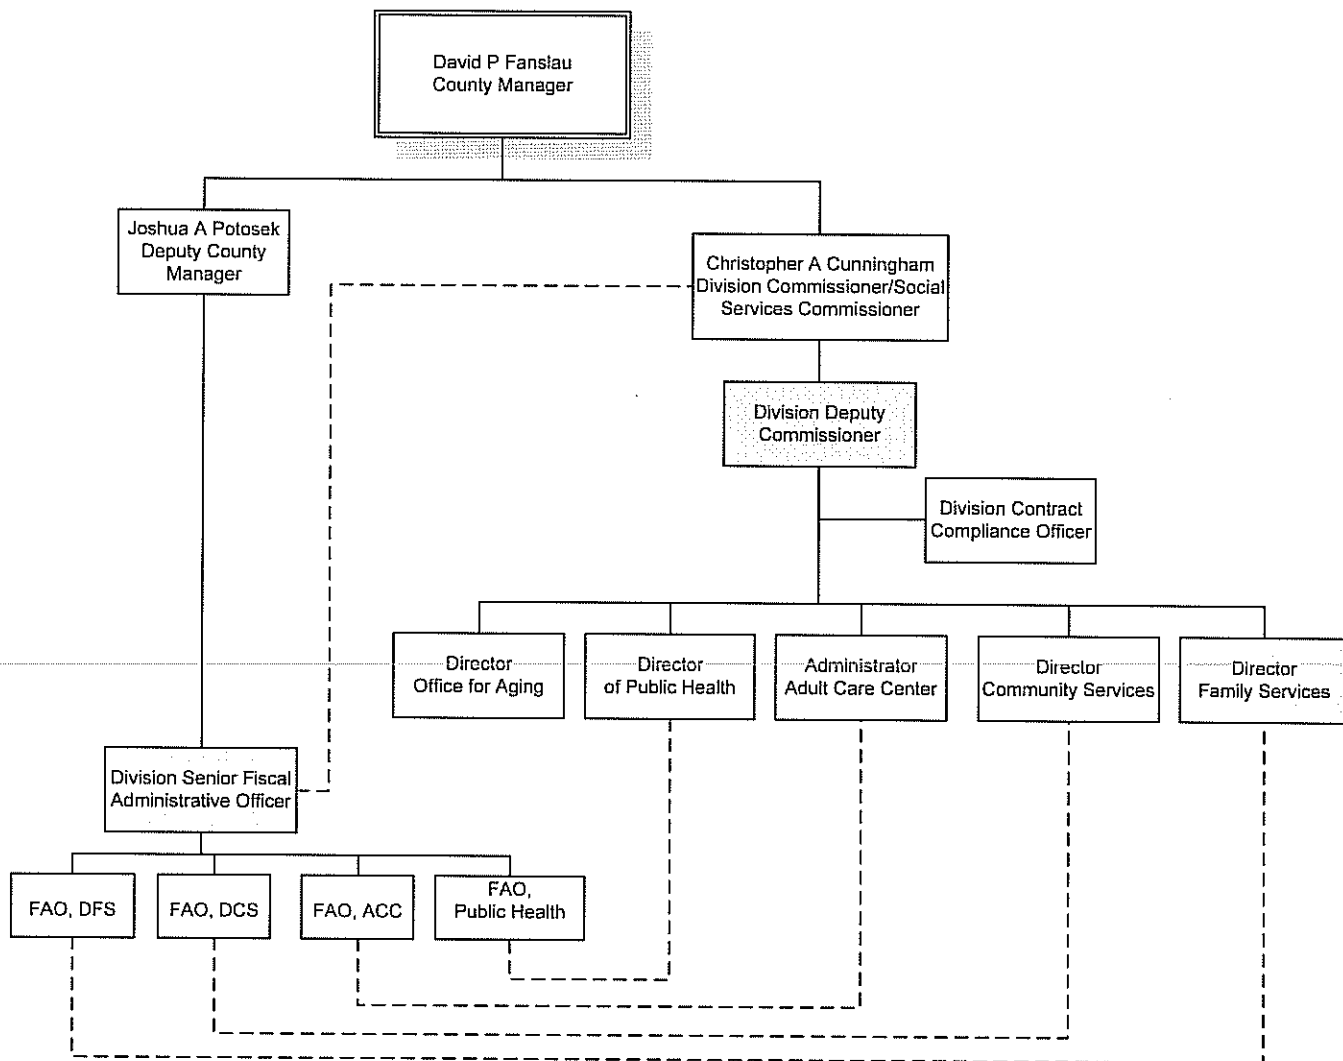 David P Fanslau
County Manager
Joshua A Potosek
Deputy County
Manager
Christopher A Cunningham
Division Commissioner/Social
Services Commissioner
Division Deputy
Commissioner
Division Contract
Compliance Officer
Director
Office for Aging
Director
of Public Health
Administrator
Adult Care Center
Director
Community Services
Director
Family Services
Division Senior Fiscal
Administrative Officer
FAO, DFS
FAO, DCS
FAO, ACC
FAO,
Public Health